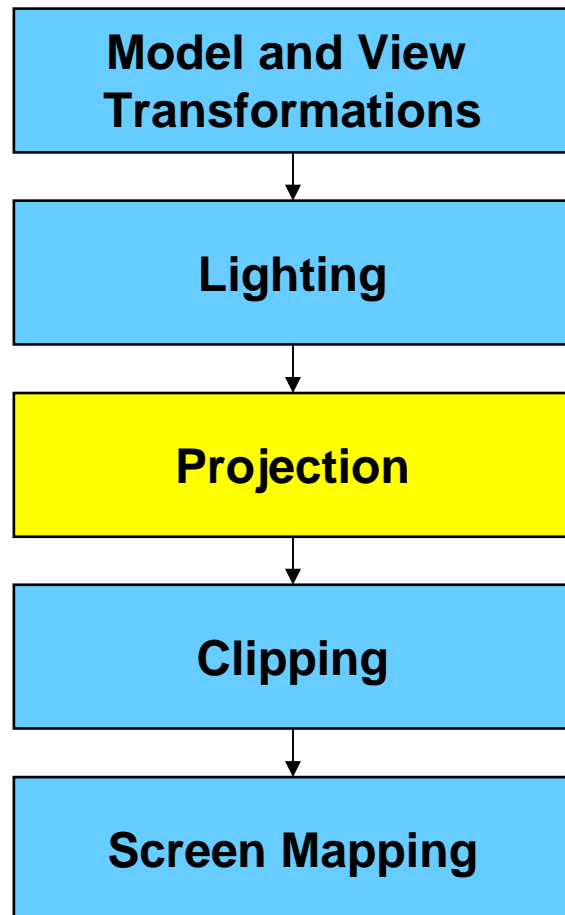 Model and View
Transformations
Lighting
Projection
Clipping
Screen Mapping